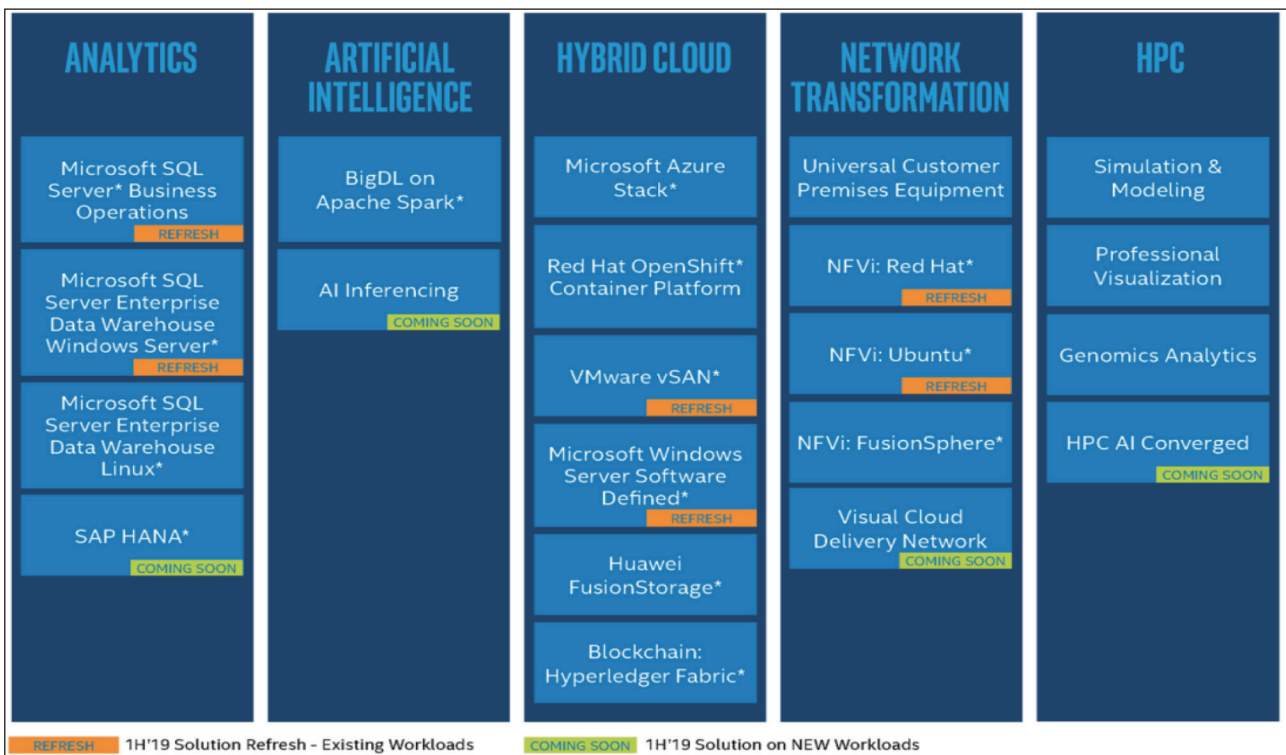 ANALYTICS
Microsoft SQL
Server* Business
Operations
REFRESH
Microsoft SQL
Server Enterprise
Data Warehouse
Windows Server*
REFRESH
Microsoft SQL
Server Enterprise
Data Warehouse
Linux*
SAP HANA*
COMING SOON
ARTIFICIAL
INTELLIGENCE
BigDL on
Apache Spark*
AI Inferencing
COMING SOON
HYBRID CLOUD
Microsoft Azure
Stack*
Red Hat OpenShift*
Container Platform
VMware vSAN*
REFRESH
Microsoft Windows
Server Software
Defined*
REFRESH
Huawei
FusionStorage*
Blockchain:
Hyperledger Fabric*
NETWORK
TRANSFORMATION
Universal Customer
Premises Equipment
NFVi: Red Hat*
REFRESH
NFVi: Ubuntu*
REFRESH
NFVi: FusionSphere*
Visual Cloud
Delivery Network
COMING SOON
HPC
Simulation &
Modeling
Professional
Visualization
Genomics Analytics
HPC AI Converged
COMING SOON
REFRESH 1H'19 Solution Refresh - Existing Workloads
COMING SOON 1H'19 Solution on NEW Workloads